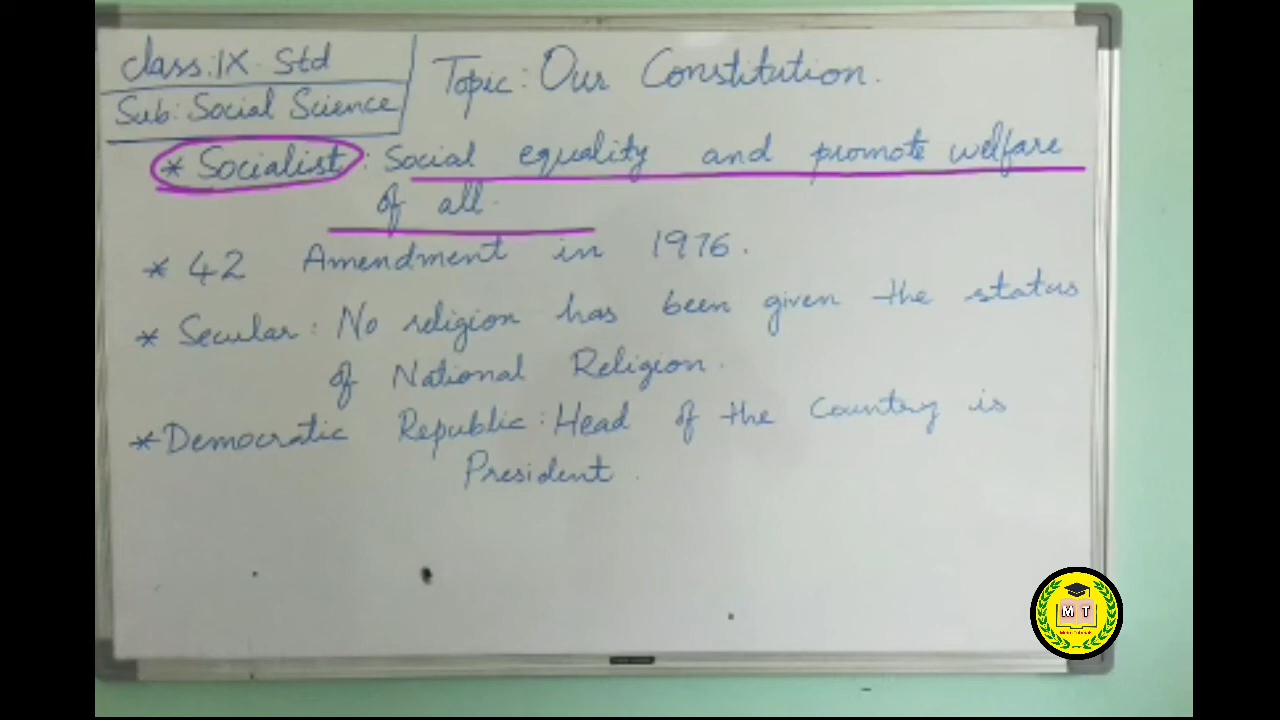 Class: IX Std
Sub: Social Science
Topic: Our Constitution.
* Socialist: Social equality and promote welfare
of all.
* 42 Amendment in 1976.
* Secular: No religion has been given the status
of National Religion.
* Democratic Republic: Head of the Country is
President.
M T